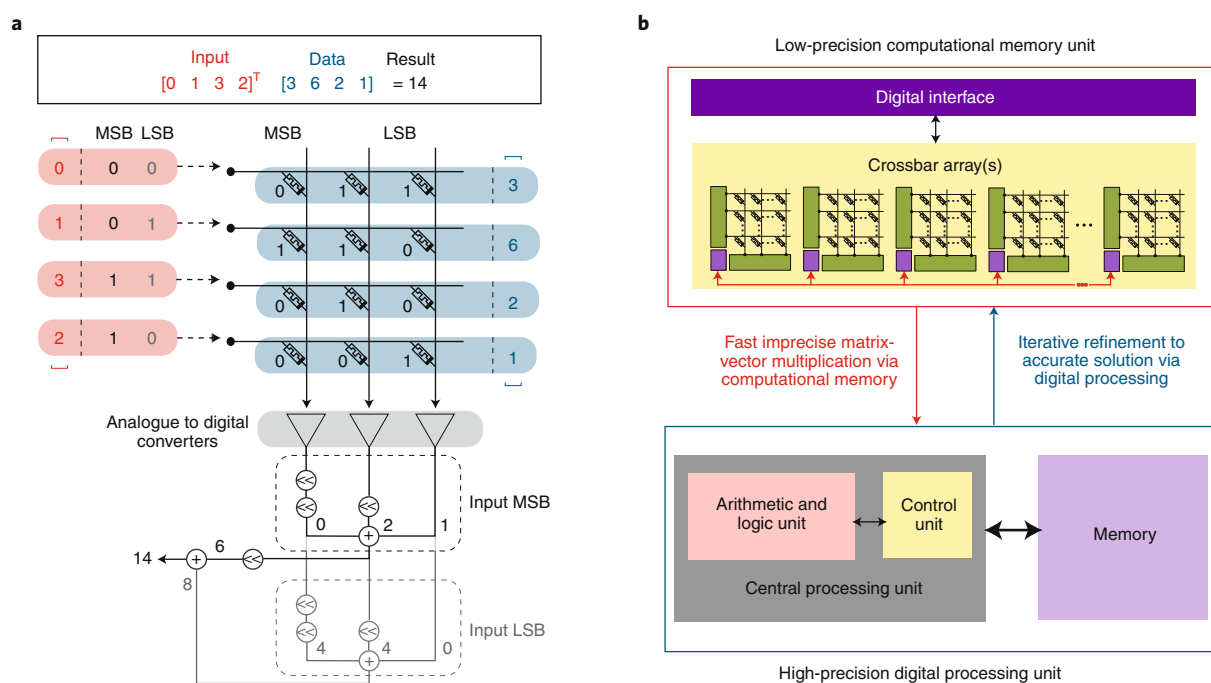 a
Input Data Result
[0 1 3 2]ᵀ [3 6 2 1] = 14
MSB LSB MSB LSB
0 0 0 0 1 1 3
1 0 1 1 1 0 6
3 1 1 0 1 0 2
2 1 0 0 0 1 1
Analogue to digital
converters
<<
<< <<
Input MSB
0 2 1
+
14 + 6 <<
8
<<
<< <<
Input LSB
4 4 0
+
b
Low-precision computational memory unit
Digital interface
Crossbar array(s)
Fast imprecise matrix-
vector multiplication via
computational memory
Iterative refinement to
accurate solution via
digital processing
Arithmetic and
logic unit
Control
unit
Central processing unit
Memory
High-precision digital processing unit